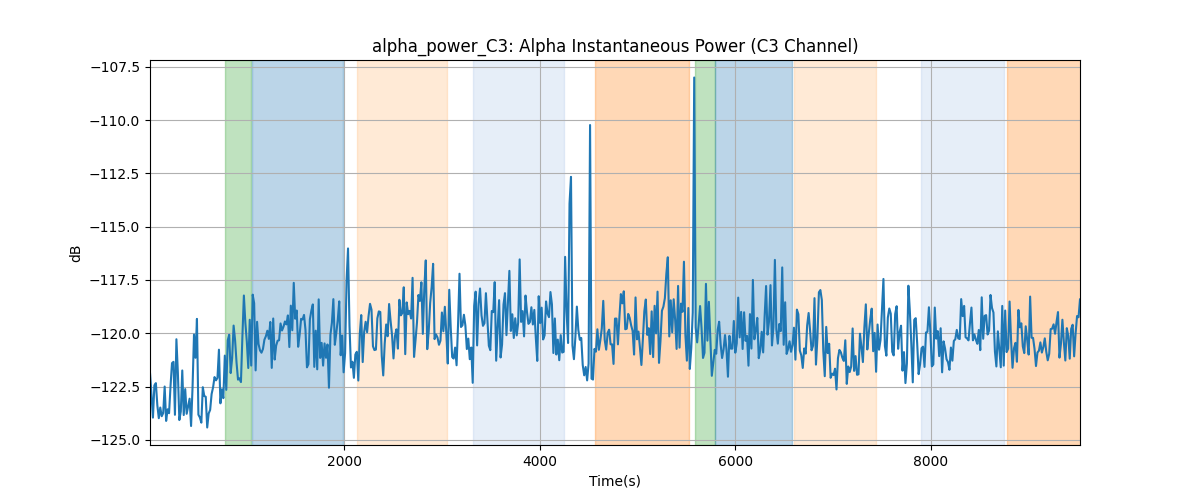 alpha_power_C3: Alpha Instantaneous Power (C3 Channel)
−107.5
−110.0
−112.5
−115.0
−117.5
−120.0
−122.5
−125.0
dB
2000 4000 6000 8000
Time(s)